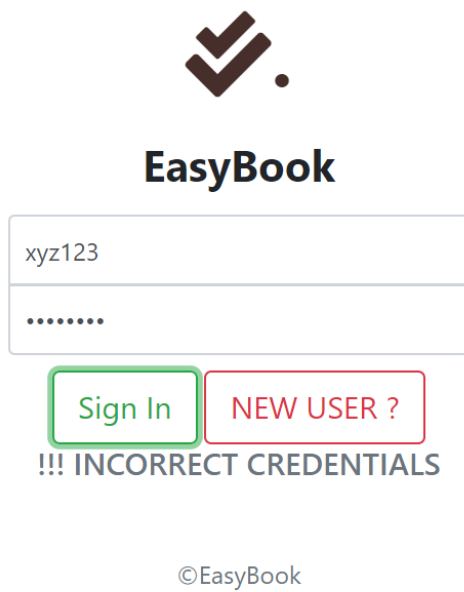 EasyBook
xyz123
••••••••
Sign In NEW USER ?
!!! INCORRECT CREDENTIALS
©EasyBook